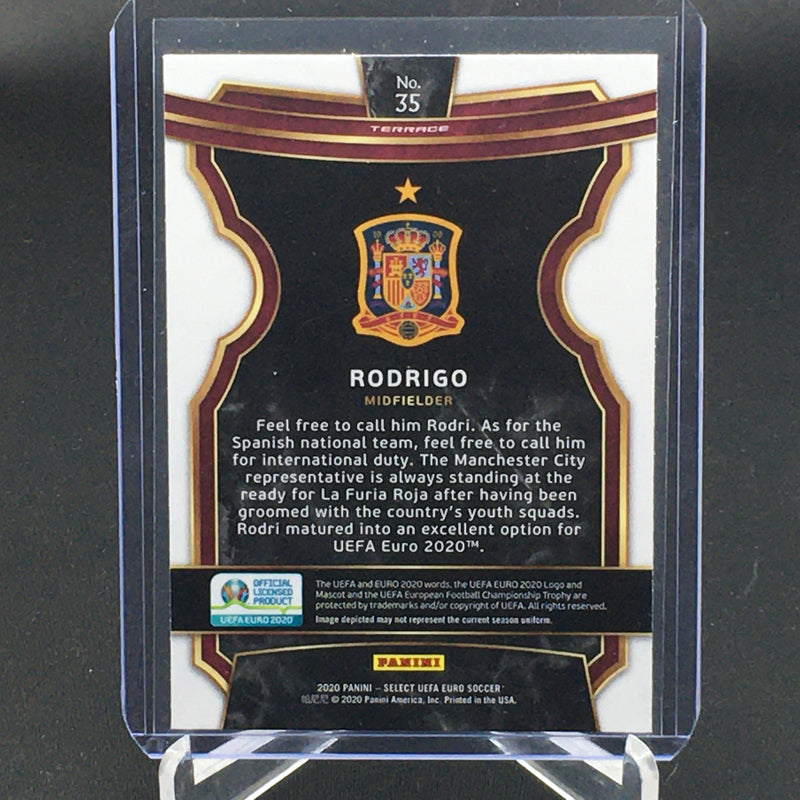 No.
35
TERRACE
RODRIGO
MIDFIELDER
Feel free to call him Rodri. As for the
Spanish national team, feel free to call him
for international duty. The Manchester City
representative is always standing at the
ready for La Furia Roja after having been
groomed with the country's youth squads.
Rodri matured into an excellent option for
UEFA Euro 2020™.
OFFICIAL
LICENSED
PRODUCT
UEFA EURO 2020
The UEFA and EURO 2020 words, the UEFA EURO 2020 Logo and
Mascot and the UEFA European Football Championship Trophy are
protected by trademarks and/or copyright of UEFA. All rights reserved.
Image depicted may not represent the current season uniform.
PANINI
2020 PANINI – SELECT UEFA EURO SOCCER
© 2020 Panini America, Inc. Printed in the USA.